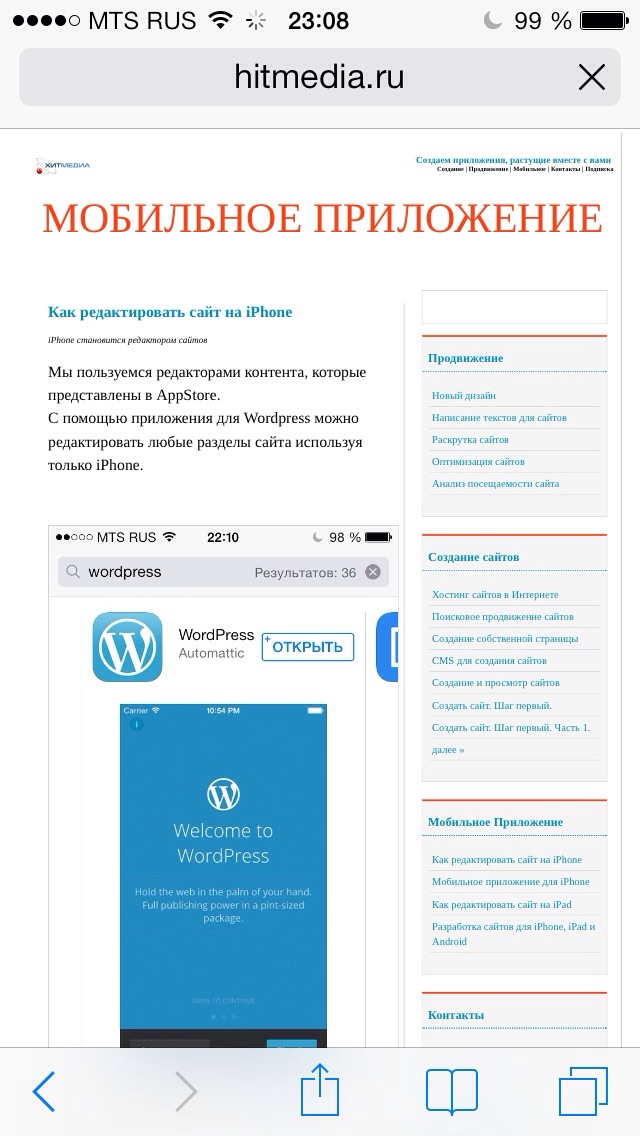 MTS RUS 23:08 99 %
hitmedia.ru
ХИТМЕДИА
Создаем приложения, растущие вместе с вами
Создание | Продвижение | Мобильное | Контакты | Подписка
МОБИЛЬНОЕ ПРИЛОЖЕНИЕ
Как редактировать сайт на iPhone
iPhone становится редактором сайтов
Мы пользуемся редакторами контента, которые
представлены в AppStore.
С помощью приложения для Wordpress можно
редактировать любые разделы сайта используя
только iPhone.
MTS RUS 22:10 98 %
wordpress Результатов: 36
WordPress
Automattic
+ОТКРЫТЬ
Carrier 10:54 PM
Welcome to
WordPress
Hold the web in the palm of your hand.
Full publishing power in a pint-sized
package.
SWIPE TO CONTINUE
Продвижение
Новый дизайн
Написание текстов для сайтов
Раскрутка сайтов
Оптимизация сайтов
Анализ посещаемости сайта
Создание сайтов
Хостинг сайтов в Интернете
Поисковое продвижение сайтов
Создание собственной страницы
CMS для создания сайтов
Создание и просмотр сайтов
Создать сайт. Шаг первый.
Создать сайт. Шаг первый. Часть 1.
далее »
Мобильное Приложение
Как редактировать сайт на iPhone
Мобильное приложение для iPhone
Как редактировать сайт на iPad
Разработка сайтов для iPhone, iPad и
Android
Контакты